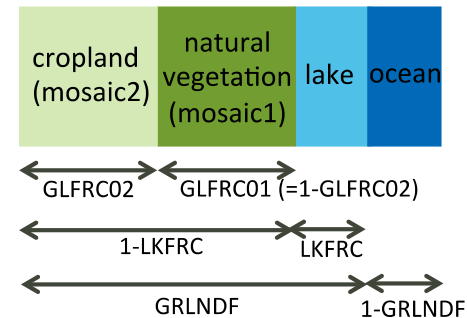 cropland
(mosaic2)
natural
vegetation
(mosaic1)
lake
ocean
GLFRC02
GLFRC01 (=1-GLFRC02)
1-LKFRC
LKFRC
GRLNDF
1-GRLNDF